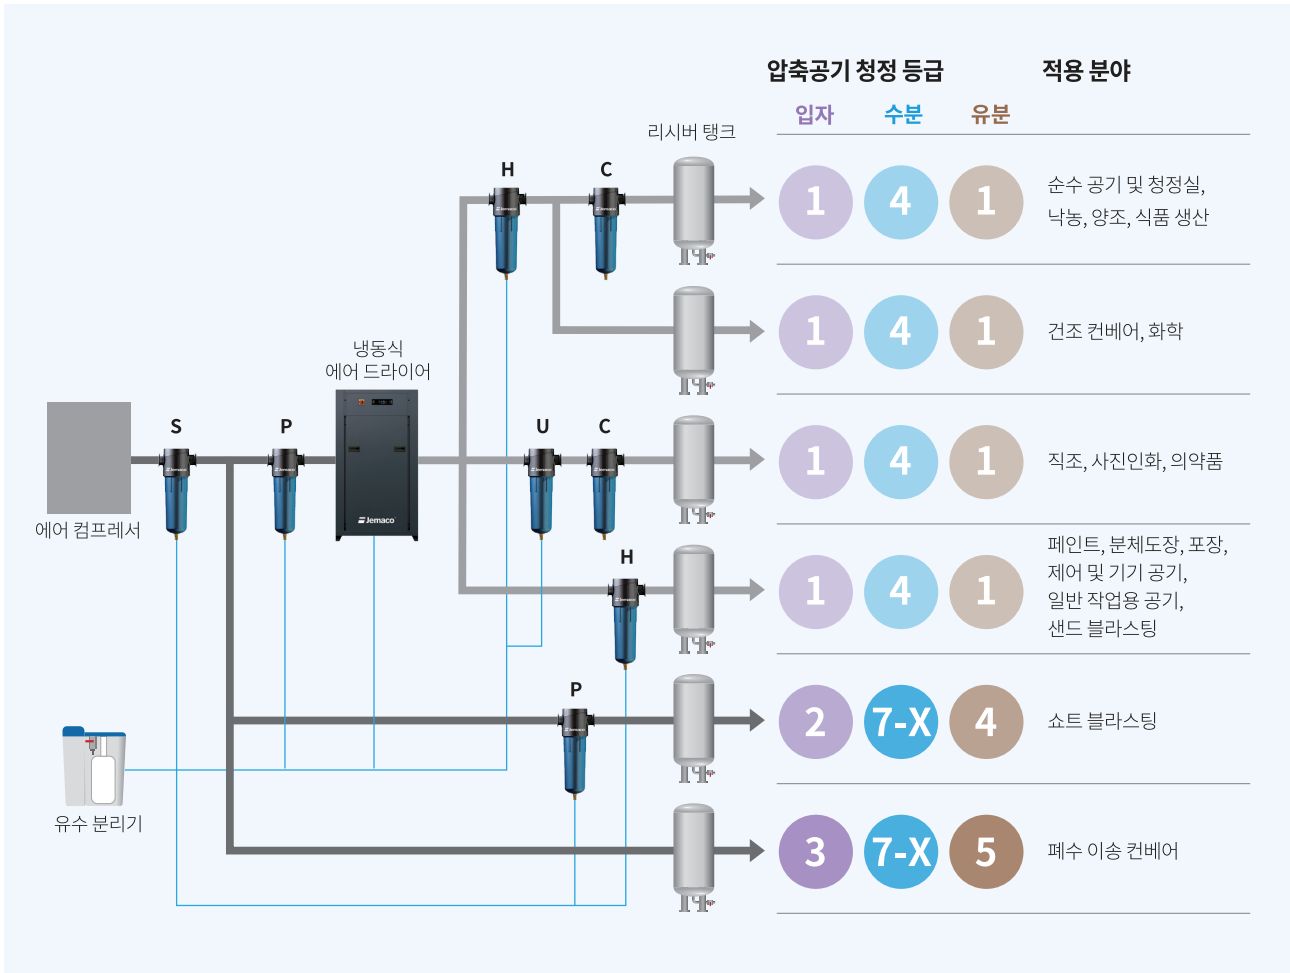 압축공기 청정 등급
적용 분야
입자
수분
유분
리시버 탱크
H
C
1
4
1
순수 공기 및 청정실,
낙농, 양조, 식품 생산
1
4
1
건조 컨베어, 화학
냉동식
에어 드라이어
S
P
U
C
1
4
1
직조, 사진인화, 의약품
Jemaco
에어 컴프레서
H
1
4
1
페인트, 분체도장, 포장,
제어 및 기기 공기,
일반 작업용 공기,
샌드 블라스팅
P
2
7-X
4
쇼트 블라스팅
유수 분리기
3
7-X
5
폐수 이송 컨베어